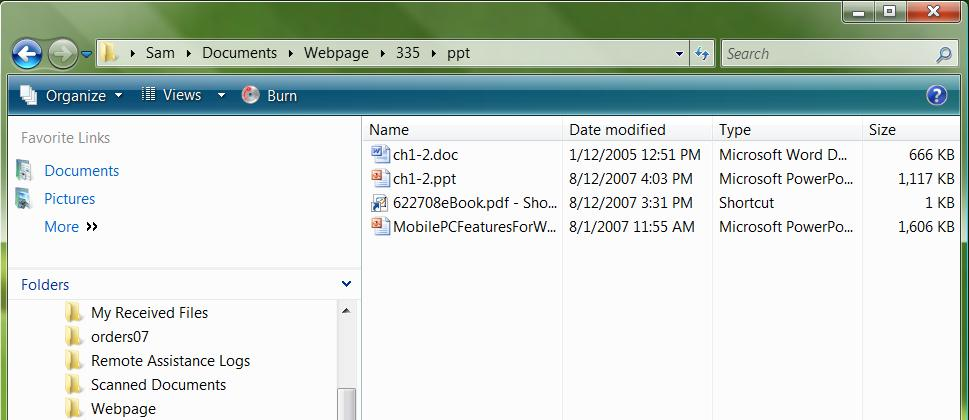 Sam Documents Webpage 335 ppt Search
Organize Views Burn
Favorite Links
Documents
Pictures
More
Folders
My Received Files
orders07
Remote Assistance Logs
Scanned Documents
Webpage
Name Date modified Type Size
ch1-2.doc 1/12/2005 12:51 PM Microsoft Word D... 666 KB
ch1-2.ppt 8/12/2007 4:03 PM Microsoft PowerPo... 1,117 KB
622708eBook.pdf - Sho... 8/12/2007 3:31 PM Shortcut 1 KB
MobilePCFeaturesForW... 8/1/2007 11:55 AM Microsoft PowerPo... 1,606 KB